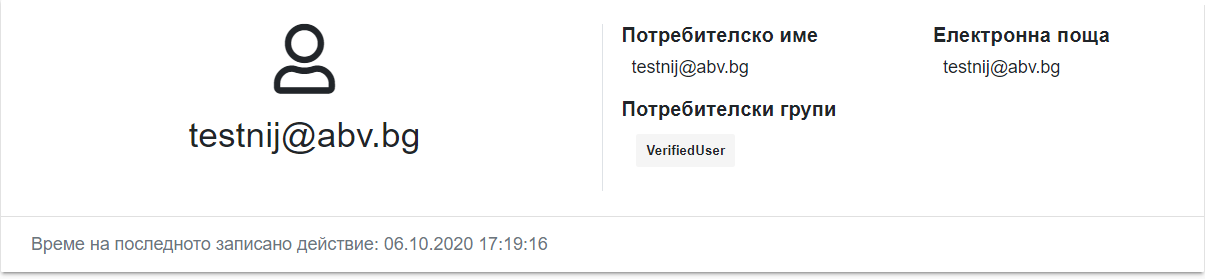 testnij@abv.bg
Потребителско име
testnij@abv.bg
Електронна поща
testnij@abv.bg
Потребителски групи
VerifiedUser
Време на последното записано действие: 06.10.2020 17:19:16